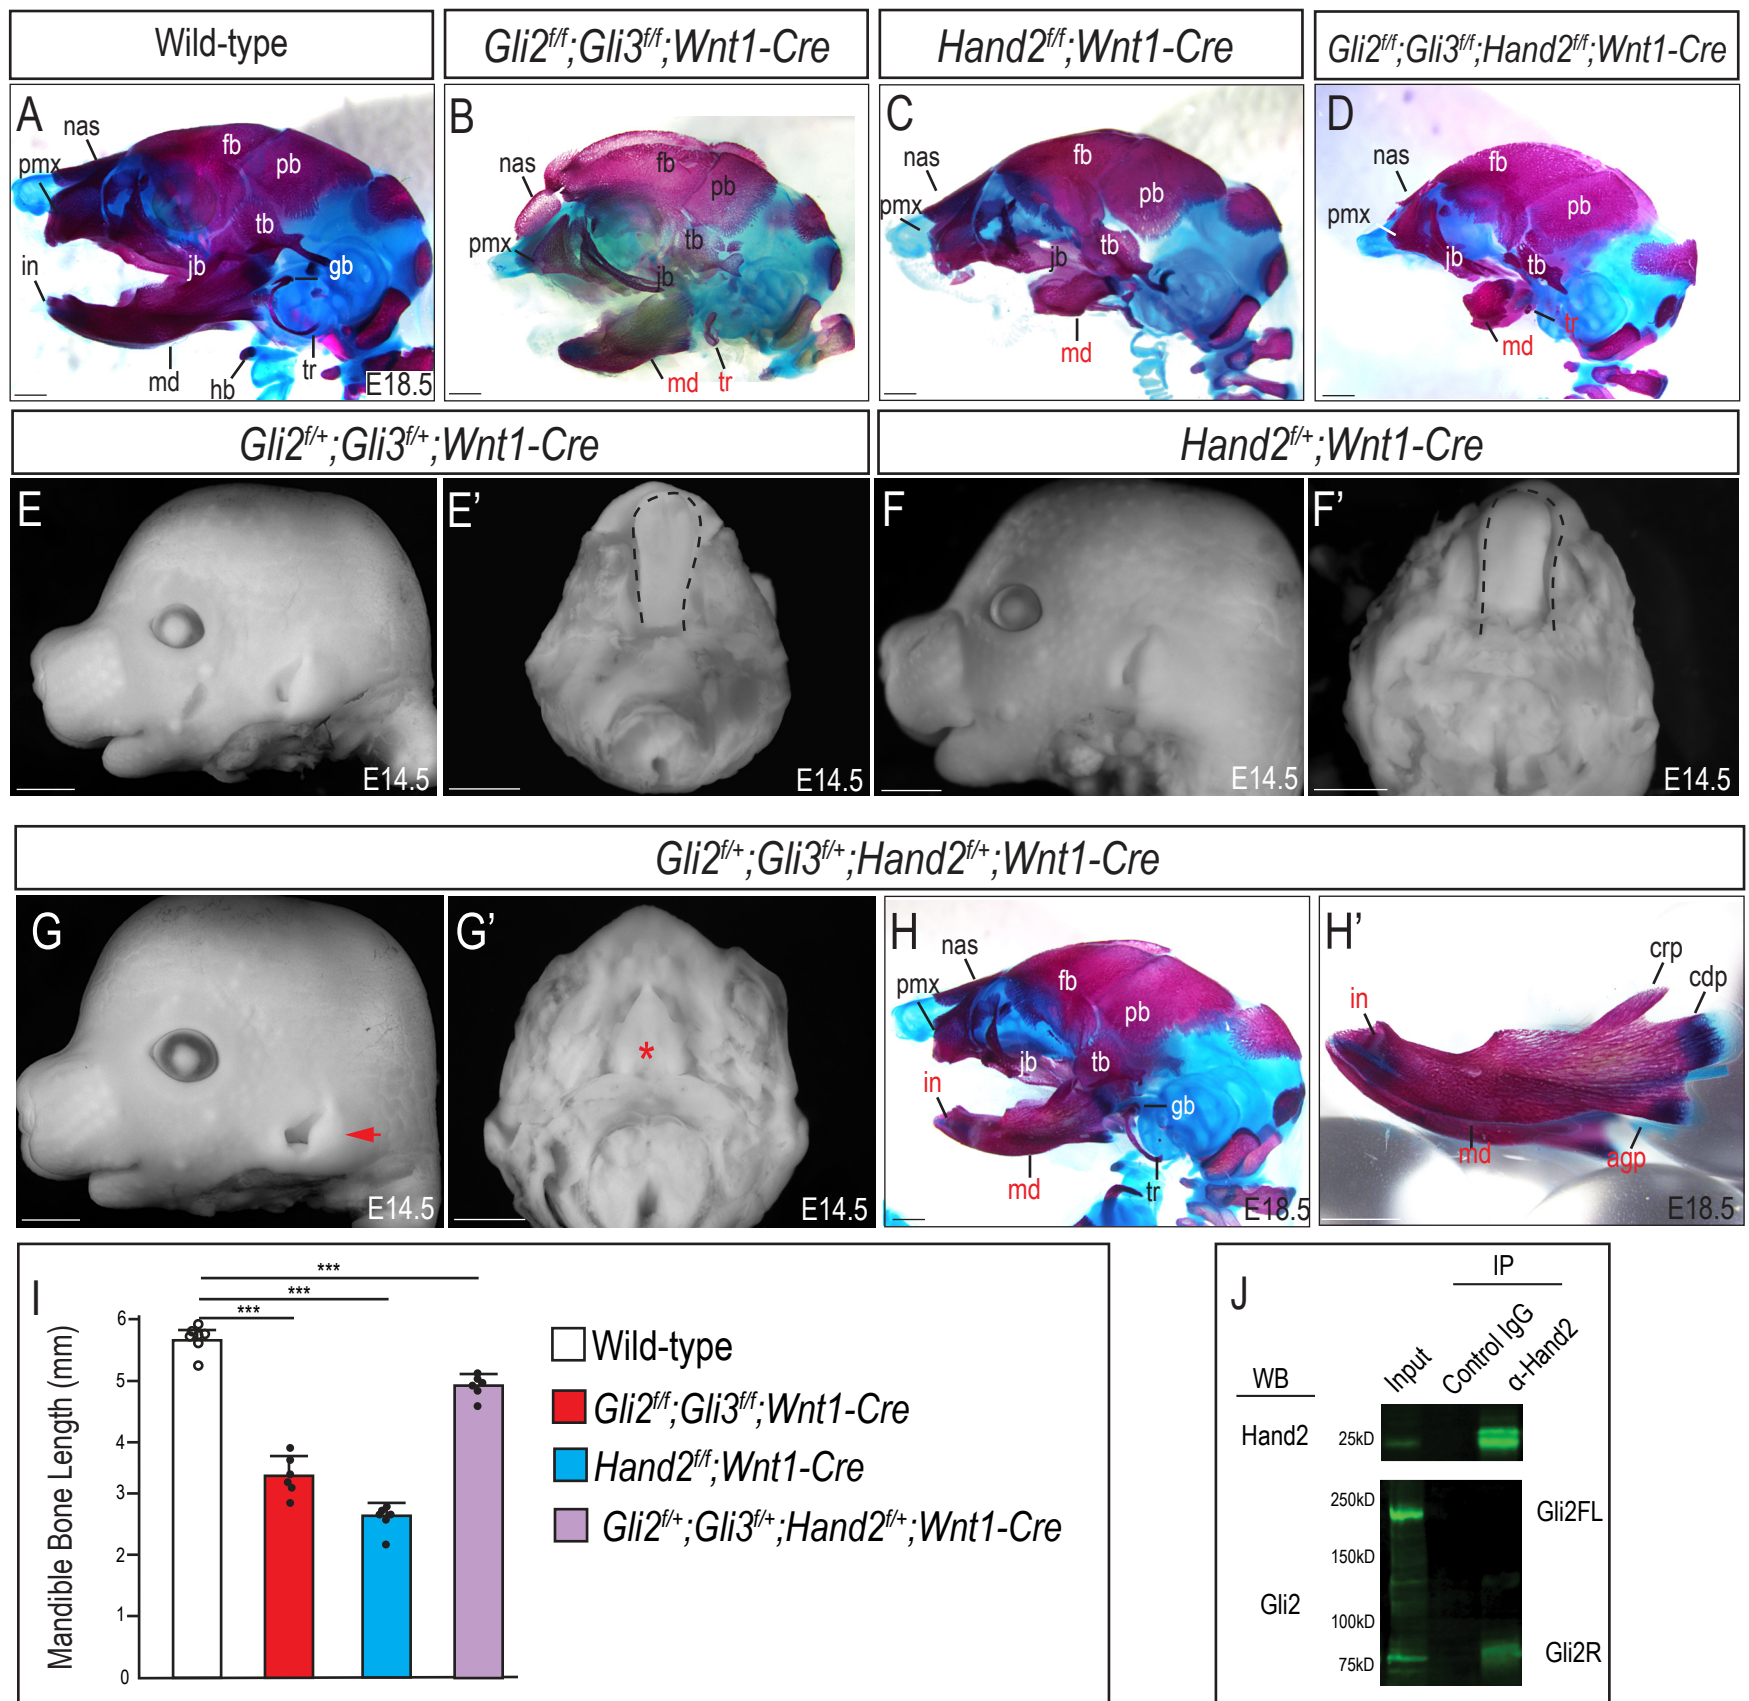 Wild-type
Gli2f/f;Gli3f/f;Wnt1-Cre
Hand2f/f;Wnt1-Cre
Gli2f/f;Gli3f/f;Hand2f/f;Wnt1-Cre
A
nas
pmx
fb
pb
tb
in
jb
gb
md
hb
tr
E18.5
B
nas
fb
pb
pmx
tb
jb
md
tr
C
nas
fb
pmx
pb
jb
tb
md
D
nas
fb
pmx
pb
jb
tb
tr
md
Gli2f/+;Gli3f/+;Wnt1-Cre
Hand2f/+;Wnt1-Cre
E
E14.5
E'
E14.5
F
E14.5
F'
E14.5
Gli2f/+;Gli3f/+;Hand2f/+;Wnt1-Cre
G
E14.5
G'
*
E14.5
H
nas
pmx
fb
pb
jb
tb
in
gb
md
tr
E18.5
H'
crp
cdp
in
md
agp
E18.5
I
***
***
***
Mandible Bone Length (mm)
6
5
4
3
2
1
0
Wild-type
Gli2f/f;Gli3f/f;Wnt1-Cre
Hand2f/f;Wnt1-Cre
Gli2f/+;Gli3f/+;Hand2f/+;Wnt1-Cre
J
IP
WB
Input
Control IgG
α-Hand2
Hand2
25kD
250kD
Gli2FL
150kD
Gli2
100kD
75kD
Gli2R